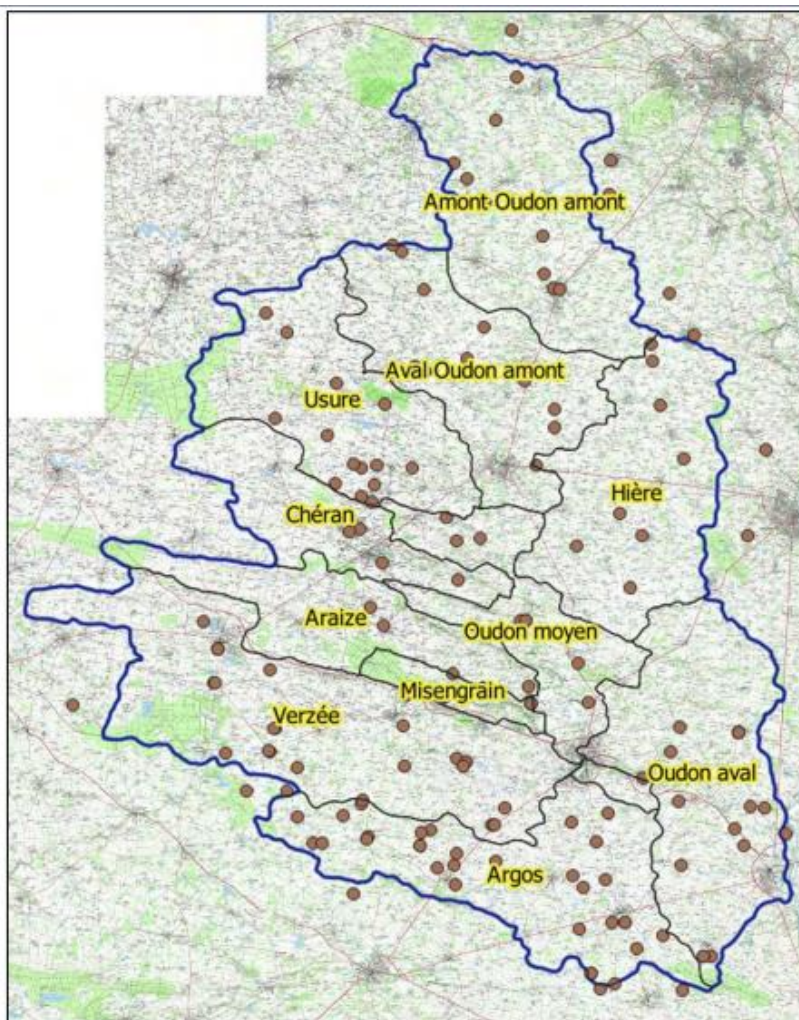 Amont Oudon amont
Aval Oudon amont
Usure
Hière
Chéran
Araize
Oudon moyen
Misengrain
Verzée
Oudon aval
Argos